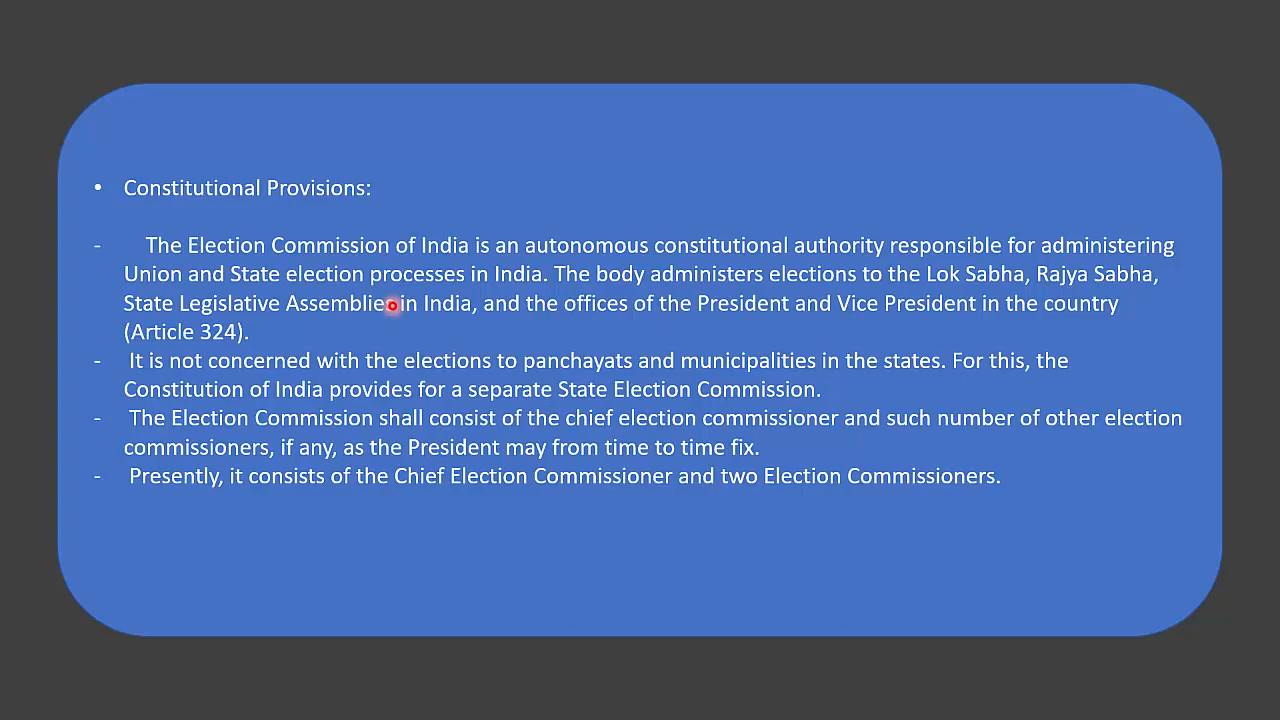 • Constitutional Provisions:
- The Election Commission of India is an autonomous constitutional authority responsible for administering
Union and State election processes in India. The body administers elections to the Lok Sabha, Rajya Sabha,
State Legislative Assemblies in India, and the offices of the President and Vice President in the country
(Article 324).
- It is not concerned with the elections to panchayats and municipalities in the states. For this, the
Constitution of India provides for a separate State Election Commission.
- The Election Commission shall consist of the chief election commissioner and such number of other election
commissioners, if any, as the President may from time to time fix.
- Presently, it consists of the Chief Election Commissioner and two Election Commissioners.